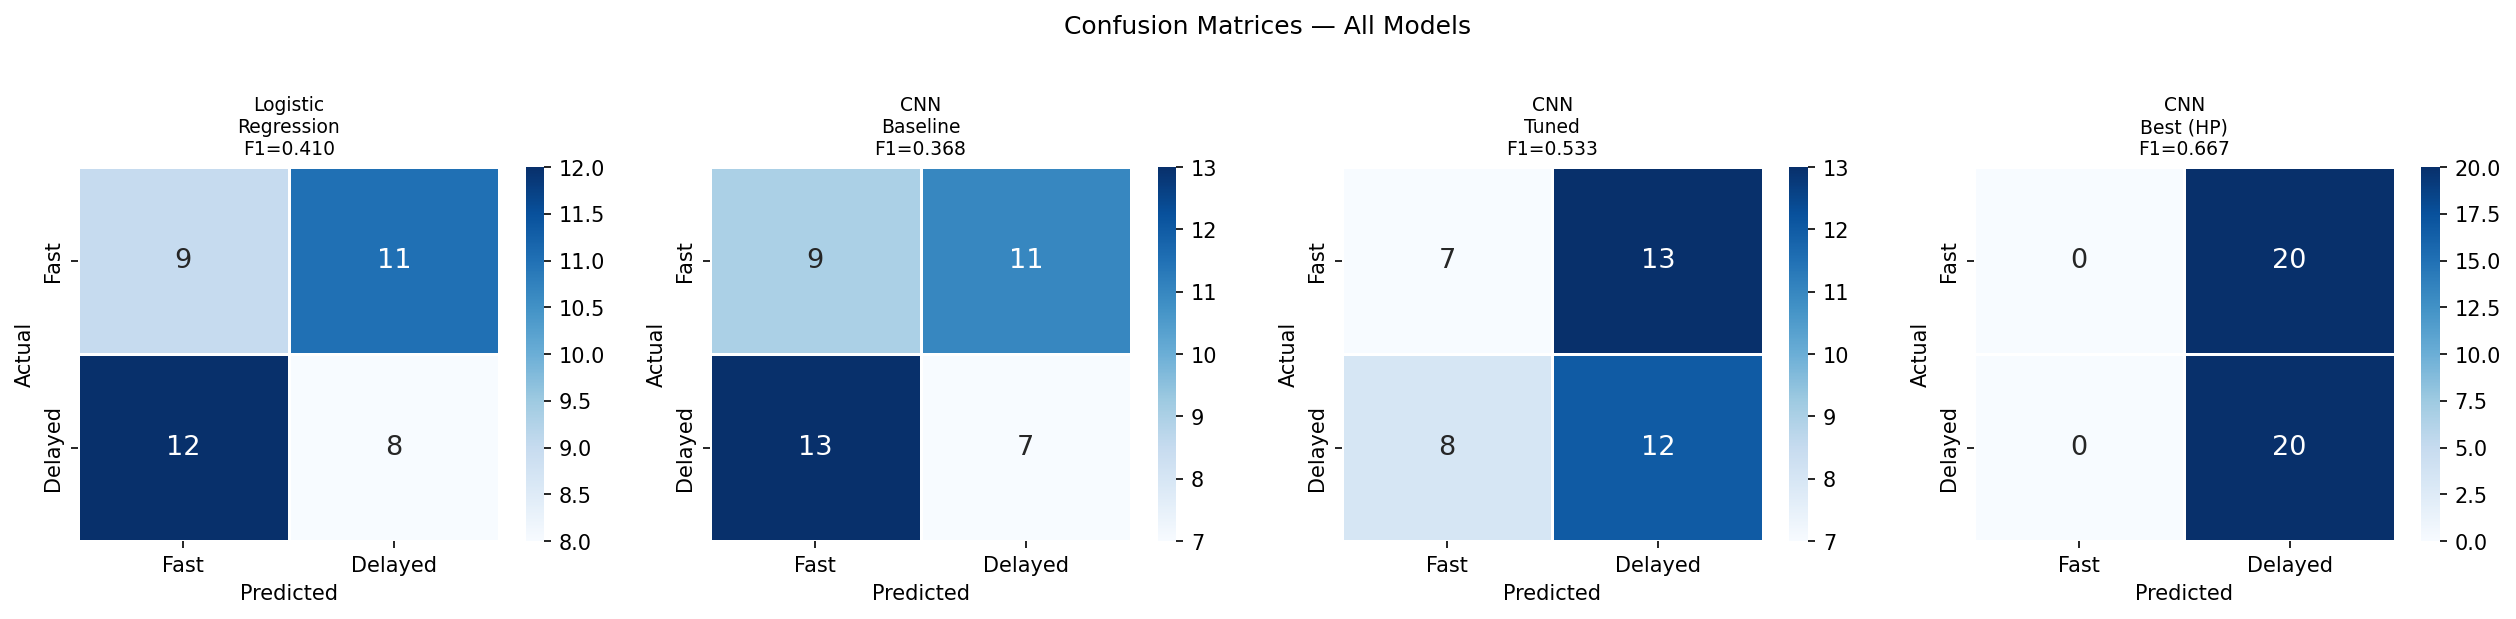 Confusion Matrices — All Models
Logistic
Regression
F1=0.410
Actual
Fast
Delayed
9
11
12
8
Fast
Delayed
Predicted
12.0
11.5
11.0
10.5
10.0
9.5
9.0
8.5
8.0
CNN
Baseline
F1=0.368
Actual
Fast
Delayed
9
11
13
7
Fast
Delayed
Predicted
13
12
11
10
9
8
7
CNN
Tuned
F1=0.533
Actual
Fast
Delayed
7
13
8
12
Fast
Delayed
Predicted
13
12
11
10
9
8
7
CNN
Best (HP)
F1=0.667
Actual
Fast
Delayed
0
20
0
20
Fast
Delayed
Predicted
20.0
17.5
15.0
12.5
10.0
7.5
5.0
2.5
0.0